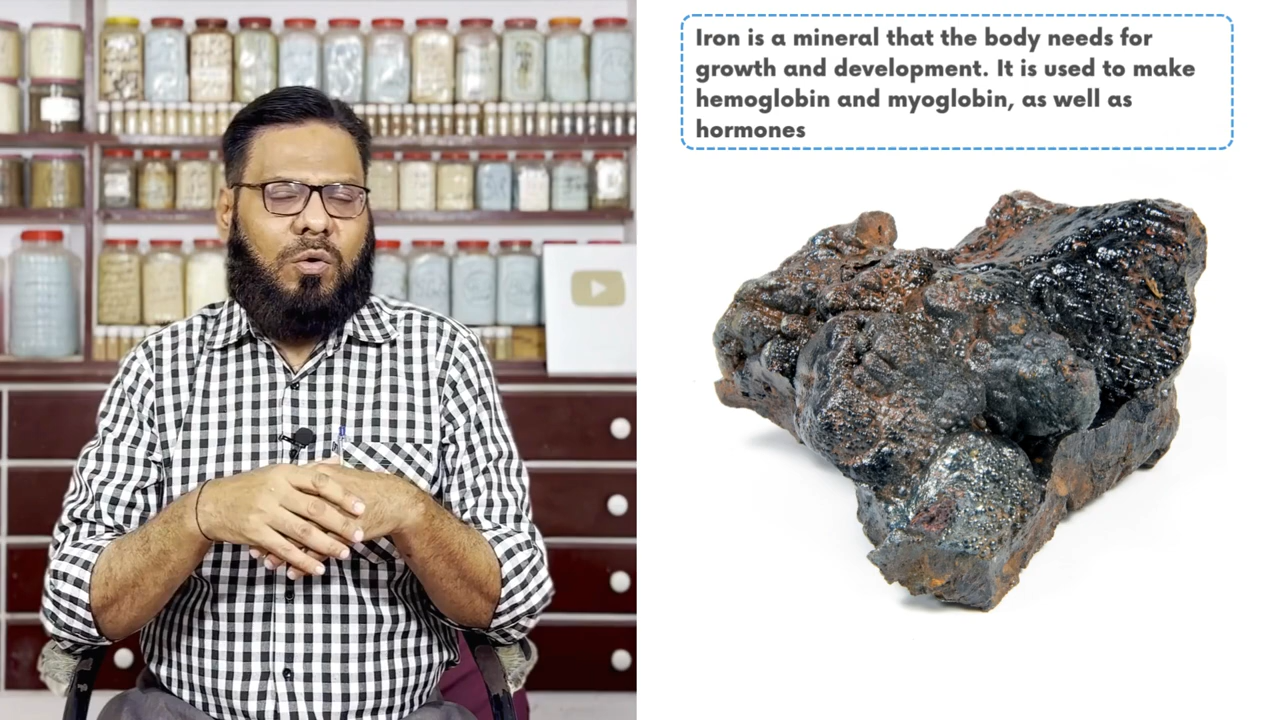 Iron is a mineral that the body needs for
growth and development. It is used to make
hemoglobin and myoglobin, as well as
hormones